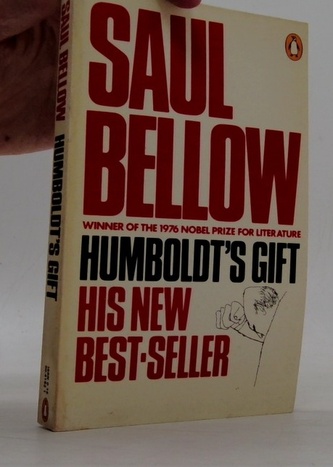 SAUL
BELLOW
WINNER OF THE 1976 NOBEL PRIZE FOR LITERATURE
HUMBOLDT'S GIFT
HIS NEW
BEST-SELLER
SAUL BELLOW HUMBOLDT'S GIFT